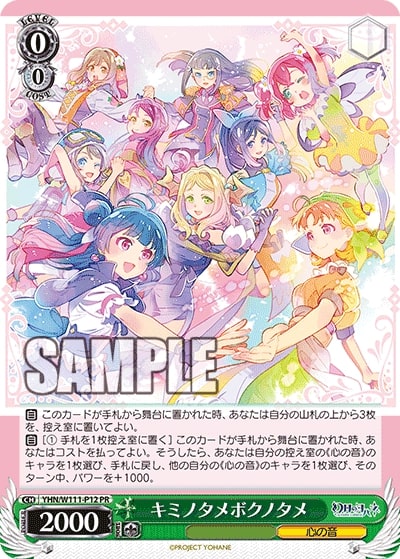 LEVEL
0
0
COST
SAMPLE
自 このカードが手札から舞台に置かれた時、あなたは自分の山札の上から3枚
を、控え室に置いてよい。
自 [① 手札を1枚控え室に置く] このカードが手札から舞台に置かれた時、あ
なたはコストを払ってよい。そうしたら、あなたは自分の控え室の《心の音》の
キャラを1枚選び、手札に戻し、他の自分の《心の音》のキャラを1枚選び、そ
のターン中、パワーを+1000。
CH YHN/W111-P12 PR
2000
キミノタメボクノタメ
心の音
©PROJECT YOHANE